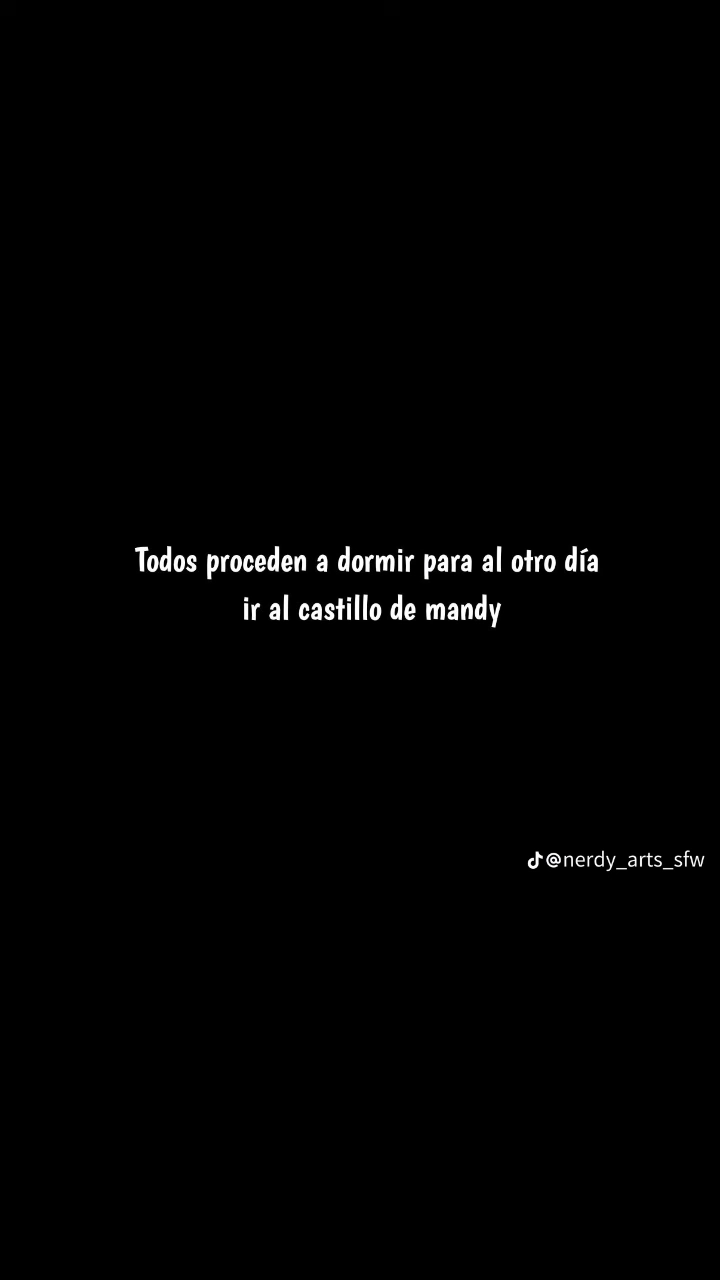 Todos proceden a dormir para al otro día
ir al castillo de mandy
@nerdy_arts_sfw